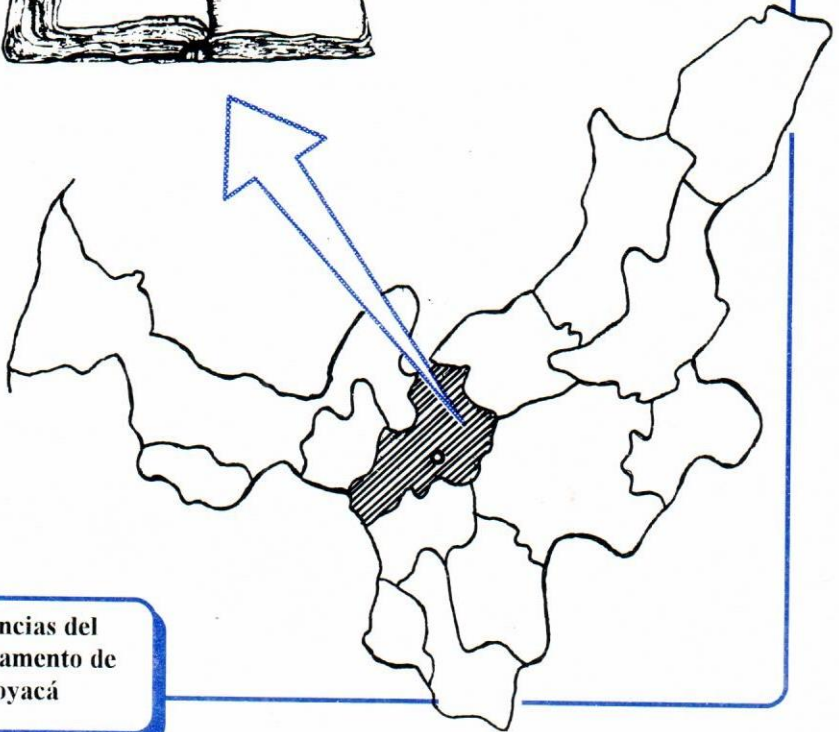 ncias del
amento de
oyacá